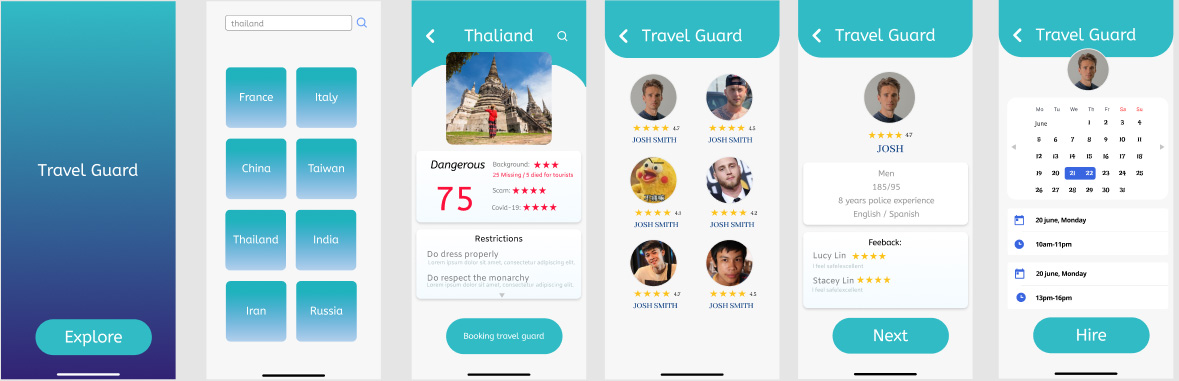 Travel Guard
Explore
thailand
France
Italy
China
Taiwan
Thailand
India
Iran
Russia
Thaliand
Dangerous
75
Background:
25 Missing / 5 died for tourists
Scam:
Covid-19:
Restrictions
Do dress properly
Lorem ipsum dolor sit amet, consectetur adipiscing elit.
Do respect the monarchy
Lorem ipsum dolor sit amet, consectetur adipiscing elit.
Booking travel guard
Travel Guard
4.7
JOSH SMITH
4.5
JOSH SMITH
4.3
JOSH SMITH
4.2
JOSH SMITH
4.7
JOSH SMITH
4.5
JOSH SMITH
Travel Guard
4.7
JOSH
Men
185/95
8 years police experience
English / Spanish
Feeback:
Lucy Lin
I feel safe!excellent
Stacey Lin
I feel safe!excellent
Next
Travel Guard
Mo Tu We Th Fr Sa Su
June 1 2 3 4
5 6 7 8 9 10 11
12 13 14 15 16 17 18
19 20 21 22 23 24 25
26 27 28 29 30 31
20 june, Monday
10am-11pm
20 june, Monday
13pm-16pm
Hire